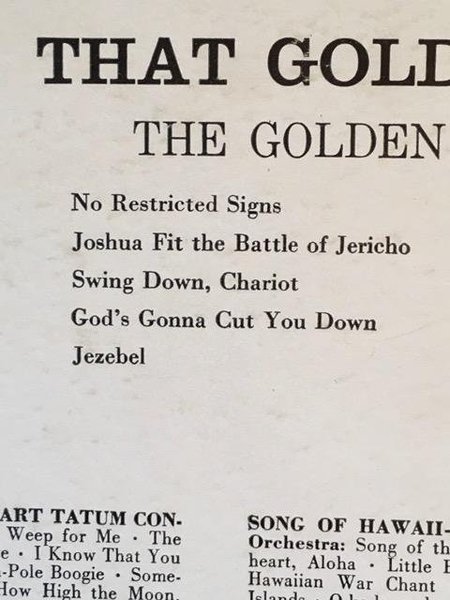 THAT GOLD
THE GOLDEN
No Restricted Signs
Joshua Fit the Battle of Jericho
Swing Down, Chariot
God's Gonna Cut You Down
Jezebel
ART TATUM CON-
Weep for Me · The
e · I Know That You
-Pole Boogie · Some-
How High the Moon,
SONG OF HAWAII-
Orchestra: Song of th
heart, Aloha · Little
Hawaiian War Chant
Islands ·